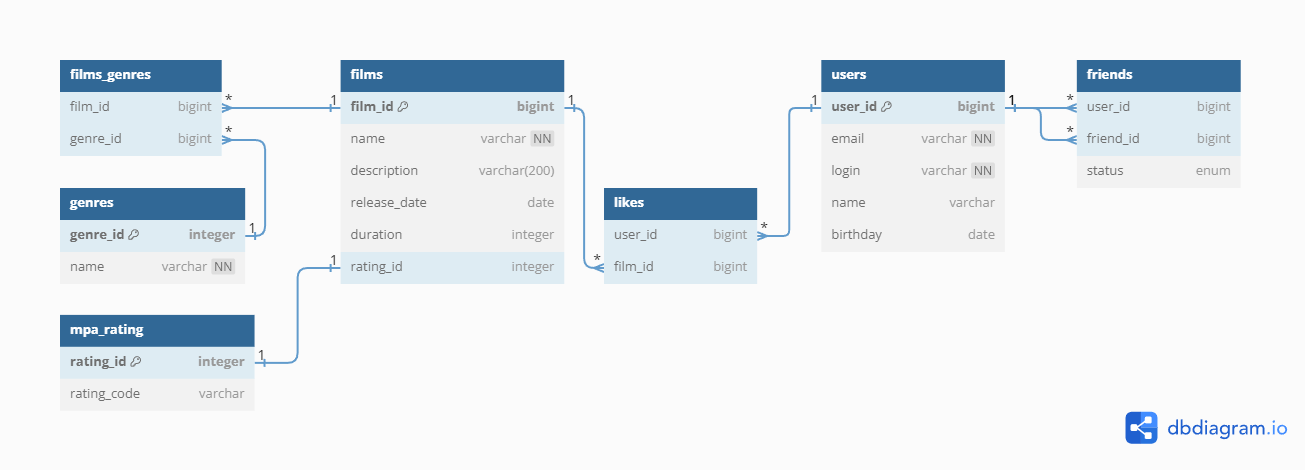 films_genres
film_id bigint
genre_id bigint
genres
genre_id integer
name varchar NN
mpa_rating
rating_id integer
rating_code varchar
films
film_id bigint
name varchar NN
description varchar(200)
release_date date
duration integer
rating_id integer
likes
user_id bigint
film_id bigint
users
user_id bigint
email varchar NN
login varchar NN
name varchar
birthday date
friends
user_id bigint
friend_id bigint
status enum
* 1
*
1
1
1
1 *
1 *
1 *
*
dbdiagram.io